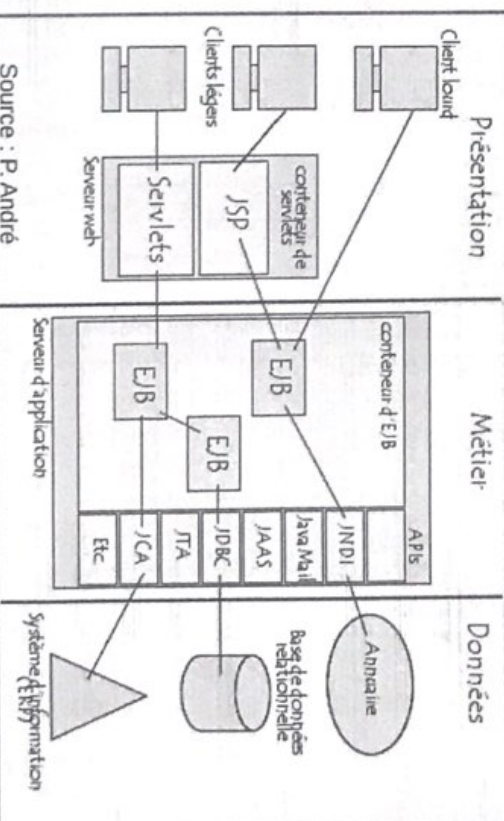 Présentation
Métier
Données
Client lourd
Clients légers
conteneur de
servlets
JSP
Servlets
Serveur web
conteneur d'EJB
EJB
EJB
EJB
Serveur d'application
APIs
JNDI
Java Mail
JAAS
JDBC
JTA
JCA
Etc
Annuaire
Base de données
relationnelle
Système d'information
(ERP)
Source : P. André